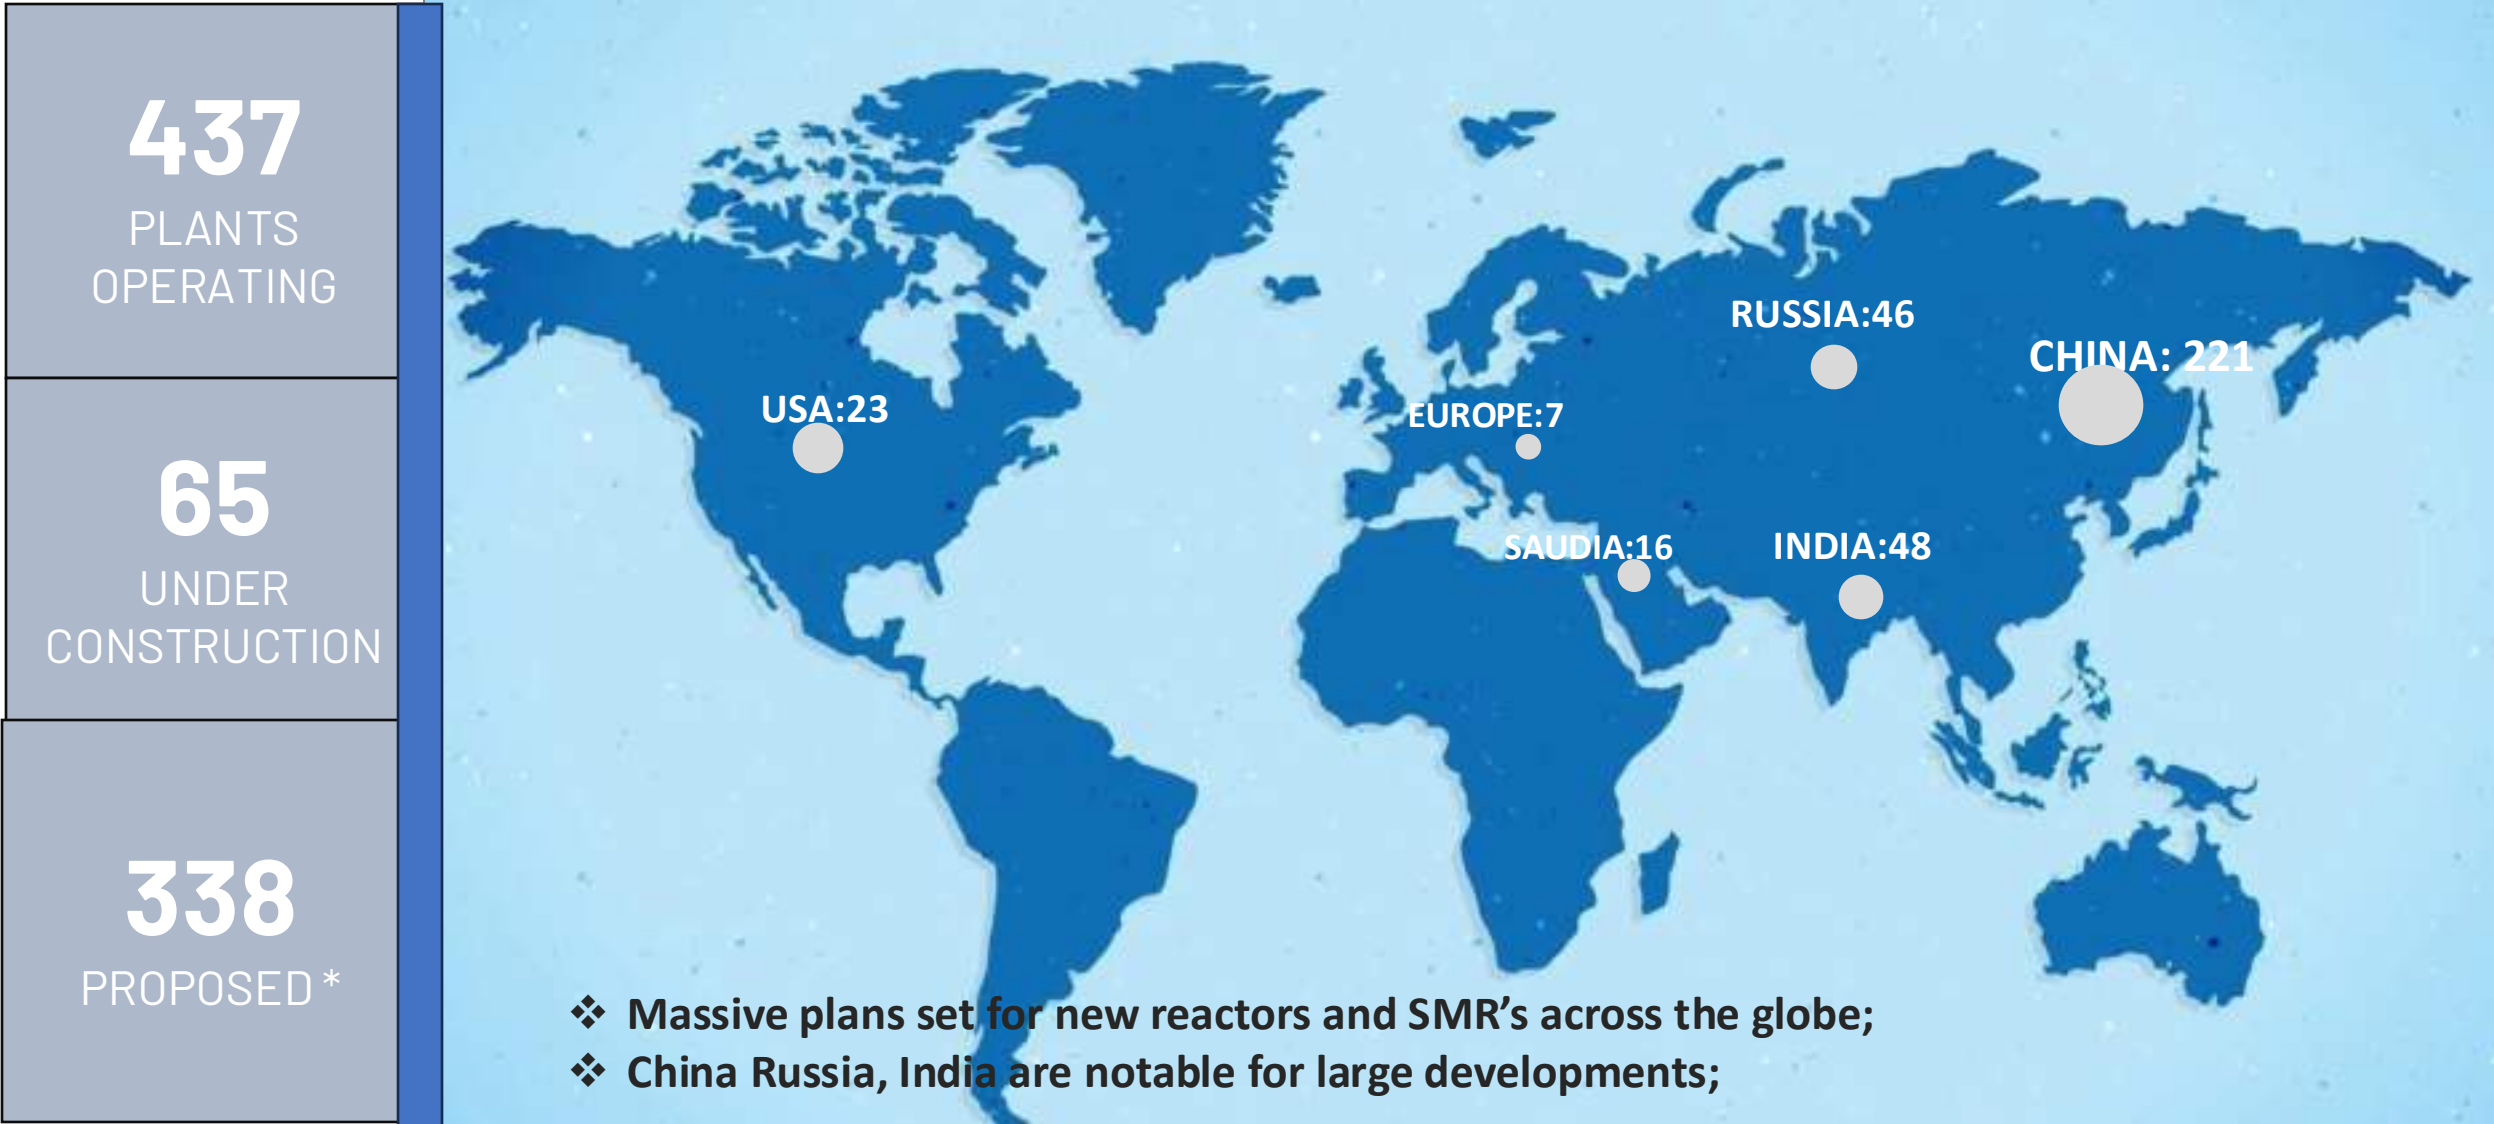 437
PLANTS
OPERATING
65
UNDER
CONSTRUCTION
338
PROPOSED*
RUSSIA:46
CHINA: 221
USA:23
EUROPE:7
SAUDIA:16
INDIA:48
❖ Massive plans set for new reactors and SMR’s across the globe;
❖ China Russia, India are notable for large developments;